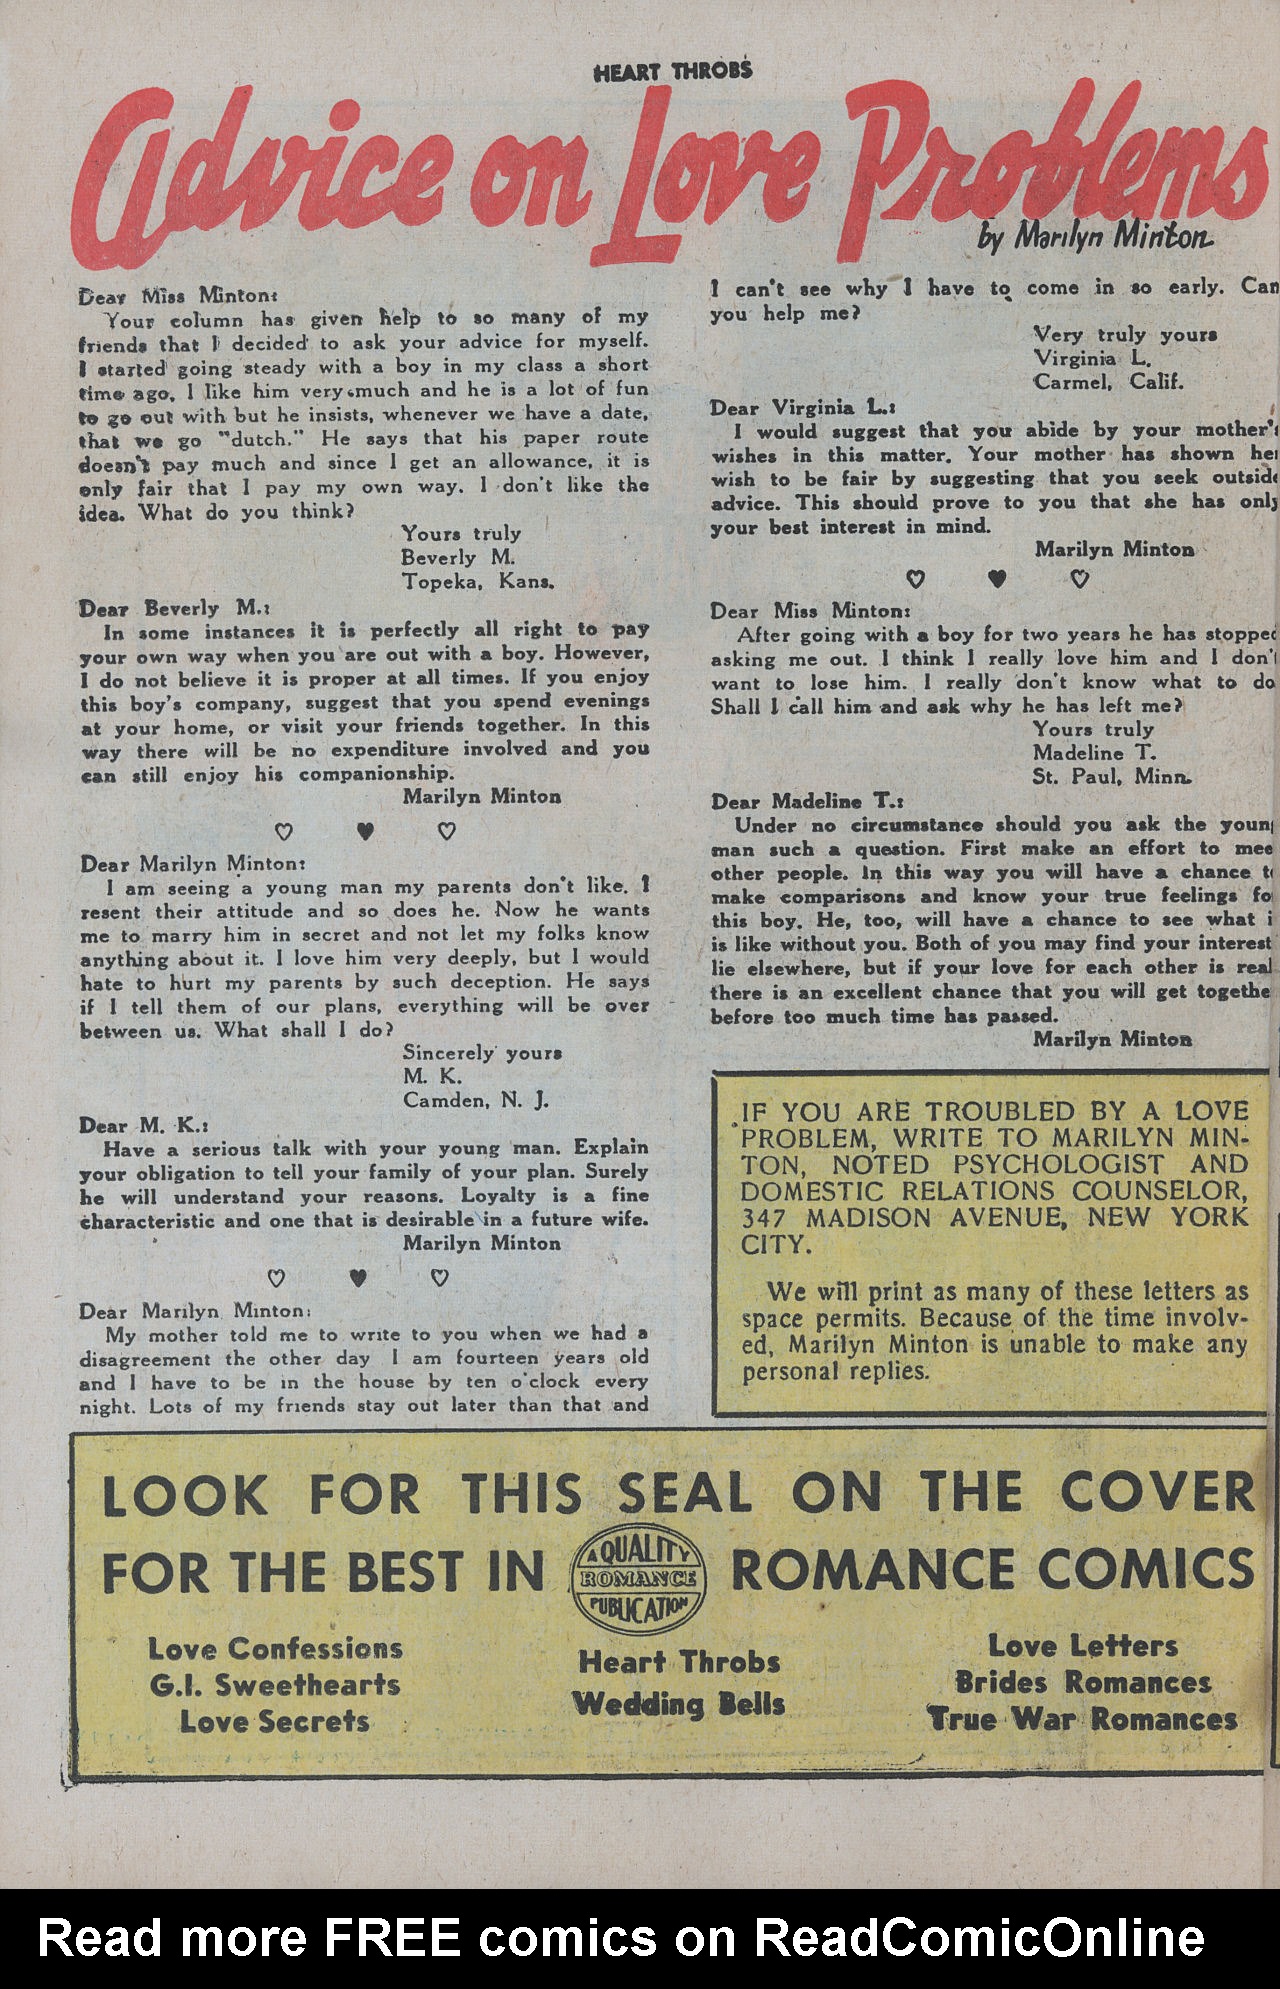 HEART THROBS
Advice on Love Problems
by Marilyn Minton
Dear Miss Minton:
Your column has given help to so many of my
friends that I decided to ask your advice for myself.
I started going steady with a boy in my class a short
time ago. I like him very much and he is a lot of fun
to go out with but he insists, whenever we have a date,
that we go "dutch." He says that his paper route
doesn't pay much and since I get an allowance, it is
only fair that I pay my own way. I don't like the
idea. What do you think?
Yours truly
Beverly M.
Topeka, Kans.
Dear Beverly M.:
In some instances it is perfectly all right to pay
your own way when you are out with a boy. However,
I do not believe it is proper at all times. If you enjoy
this boy's company, suggest that you spend evenings
at your home, or visit your friends together. In this
way there will be no expenditure involved and you
can still enjoy his companionship.
Marilyn Minton
Dear Marilyn Minton:
I am seeing a young man my parents don't like. I
resent their attitude and so does he. Now he wants
me to marry him in secret and not let my folks know
anything about it. I love him very deeply, but I would
hate to hurt my parents by such deception. He says
if I tell them of our plans, everything will be over
between us. What shall I do?
Sincerely yours
M. K.
Camden, N. J.
Dear M. K.:
Have a serious talk with your young man. Explain
your obligation to tell your family of your plan. Surely
he will understand your reasons. Loyalty is a fine
characteristic and one that is desirable in a future wife.
Marilyn Minton
Dear Marilyn Minton:
My mother told me to write to you when we had a
disagreement the other day I am fourteen years old
and I have to be in the house by ten o'clock every
night. Lots of my friends stay out later than that and
I can't see why I have to come in so early. Can
you help me?
Very truly yours
Virginia L.
Carmel, Calif.
Dear Virginia L.:
I would suggest that you abide by your mother's
wishes in this matter. Your mother has shown her
wish to be fair by suggesting that you seek outside
advice. This should prove to you that she has only
your best interest in mind.
Marilyn Minton
Dear Miss Minton:
After going with a boy for two years he has stopped
asking me out. I think I really love him and I don't
want to lose him. I really don't know what to do
Shall I call him and ask why he has left me?
Yours truly
Madeline T.
St. Paul, Minn.
Dear Madeline T.:
Under no circumstance should you ask the young
man such a question. First make an effort to mee
other people. In this way you will have a chance t
make comparisons and know your true feelings fo
this boy. He, too, will have a chance to see what i
is like without you. Both of you may find your interest
lie elsewhere, but if your love for each other is real
there is an excellent chance that you will get togethe
before too much time has passed.
Marilyn Minton
IF YOU ARE TROUBLED BY A LOVE
PROBLEM, WRITE TO MARILYN MIN-
TON, NOTED PSYCHOLOGIST AND
DOMESTIC RELATIONS COUNSELOR,
347 MADISON AVENUE, NEW YORK
CITY.
We will print as many of these letters as
space permits. Because of the time involv-
ed, Marilyn Minton is unable to make any
personal replies.
LOOK FOR THIS SEAL ON THE COVER
FOR THE BEST IN A QUALITY ROMANCE PUBLICATION ROMANCE COMICS
Love Confessions
G.I. Sweethearts
Love Secrets
Heart Throbs
Wedding Bells
Love Letters
Brides Romances
True War Romances
Read more FREE comics on ReadComicOnline